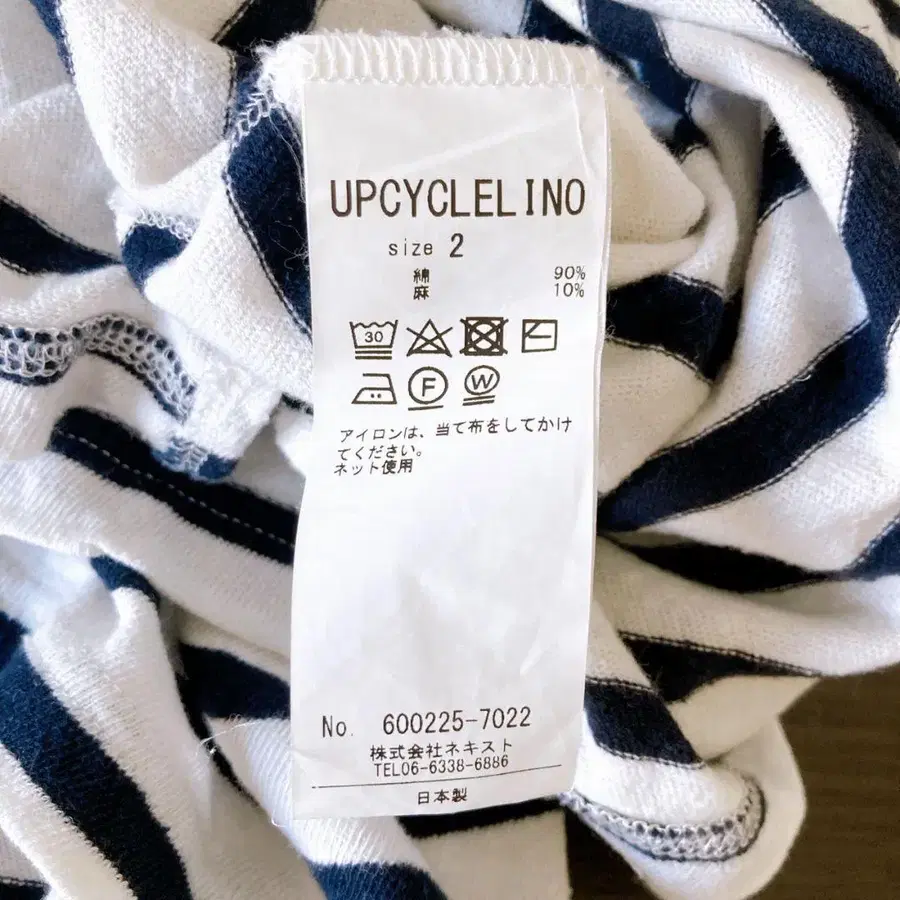 UPCYCLELINO
size 2
綿 90%
麻 10%
30
F W
アイロンは、当て布をしてかけ
てください。
ネット使用
No. 600225-7022
株式会社ネキスト
TEL06-6338-6886
日本製